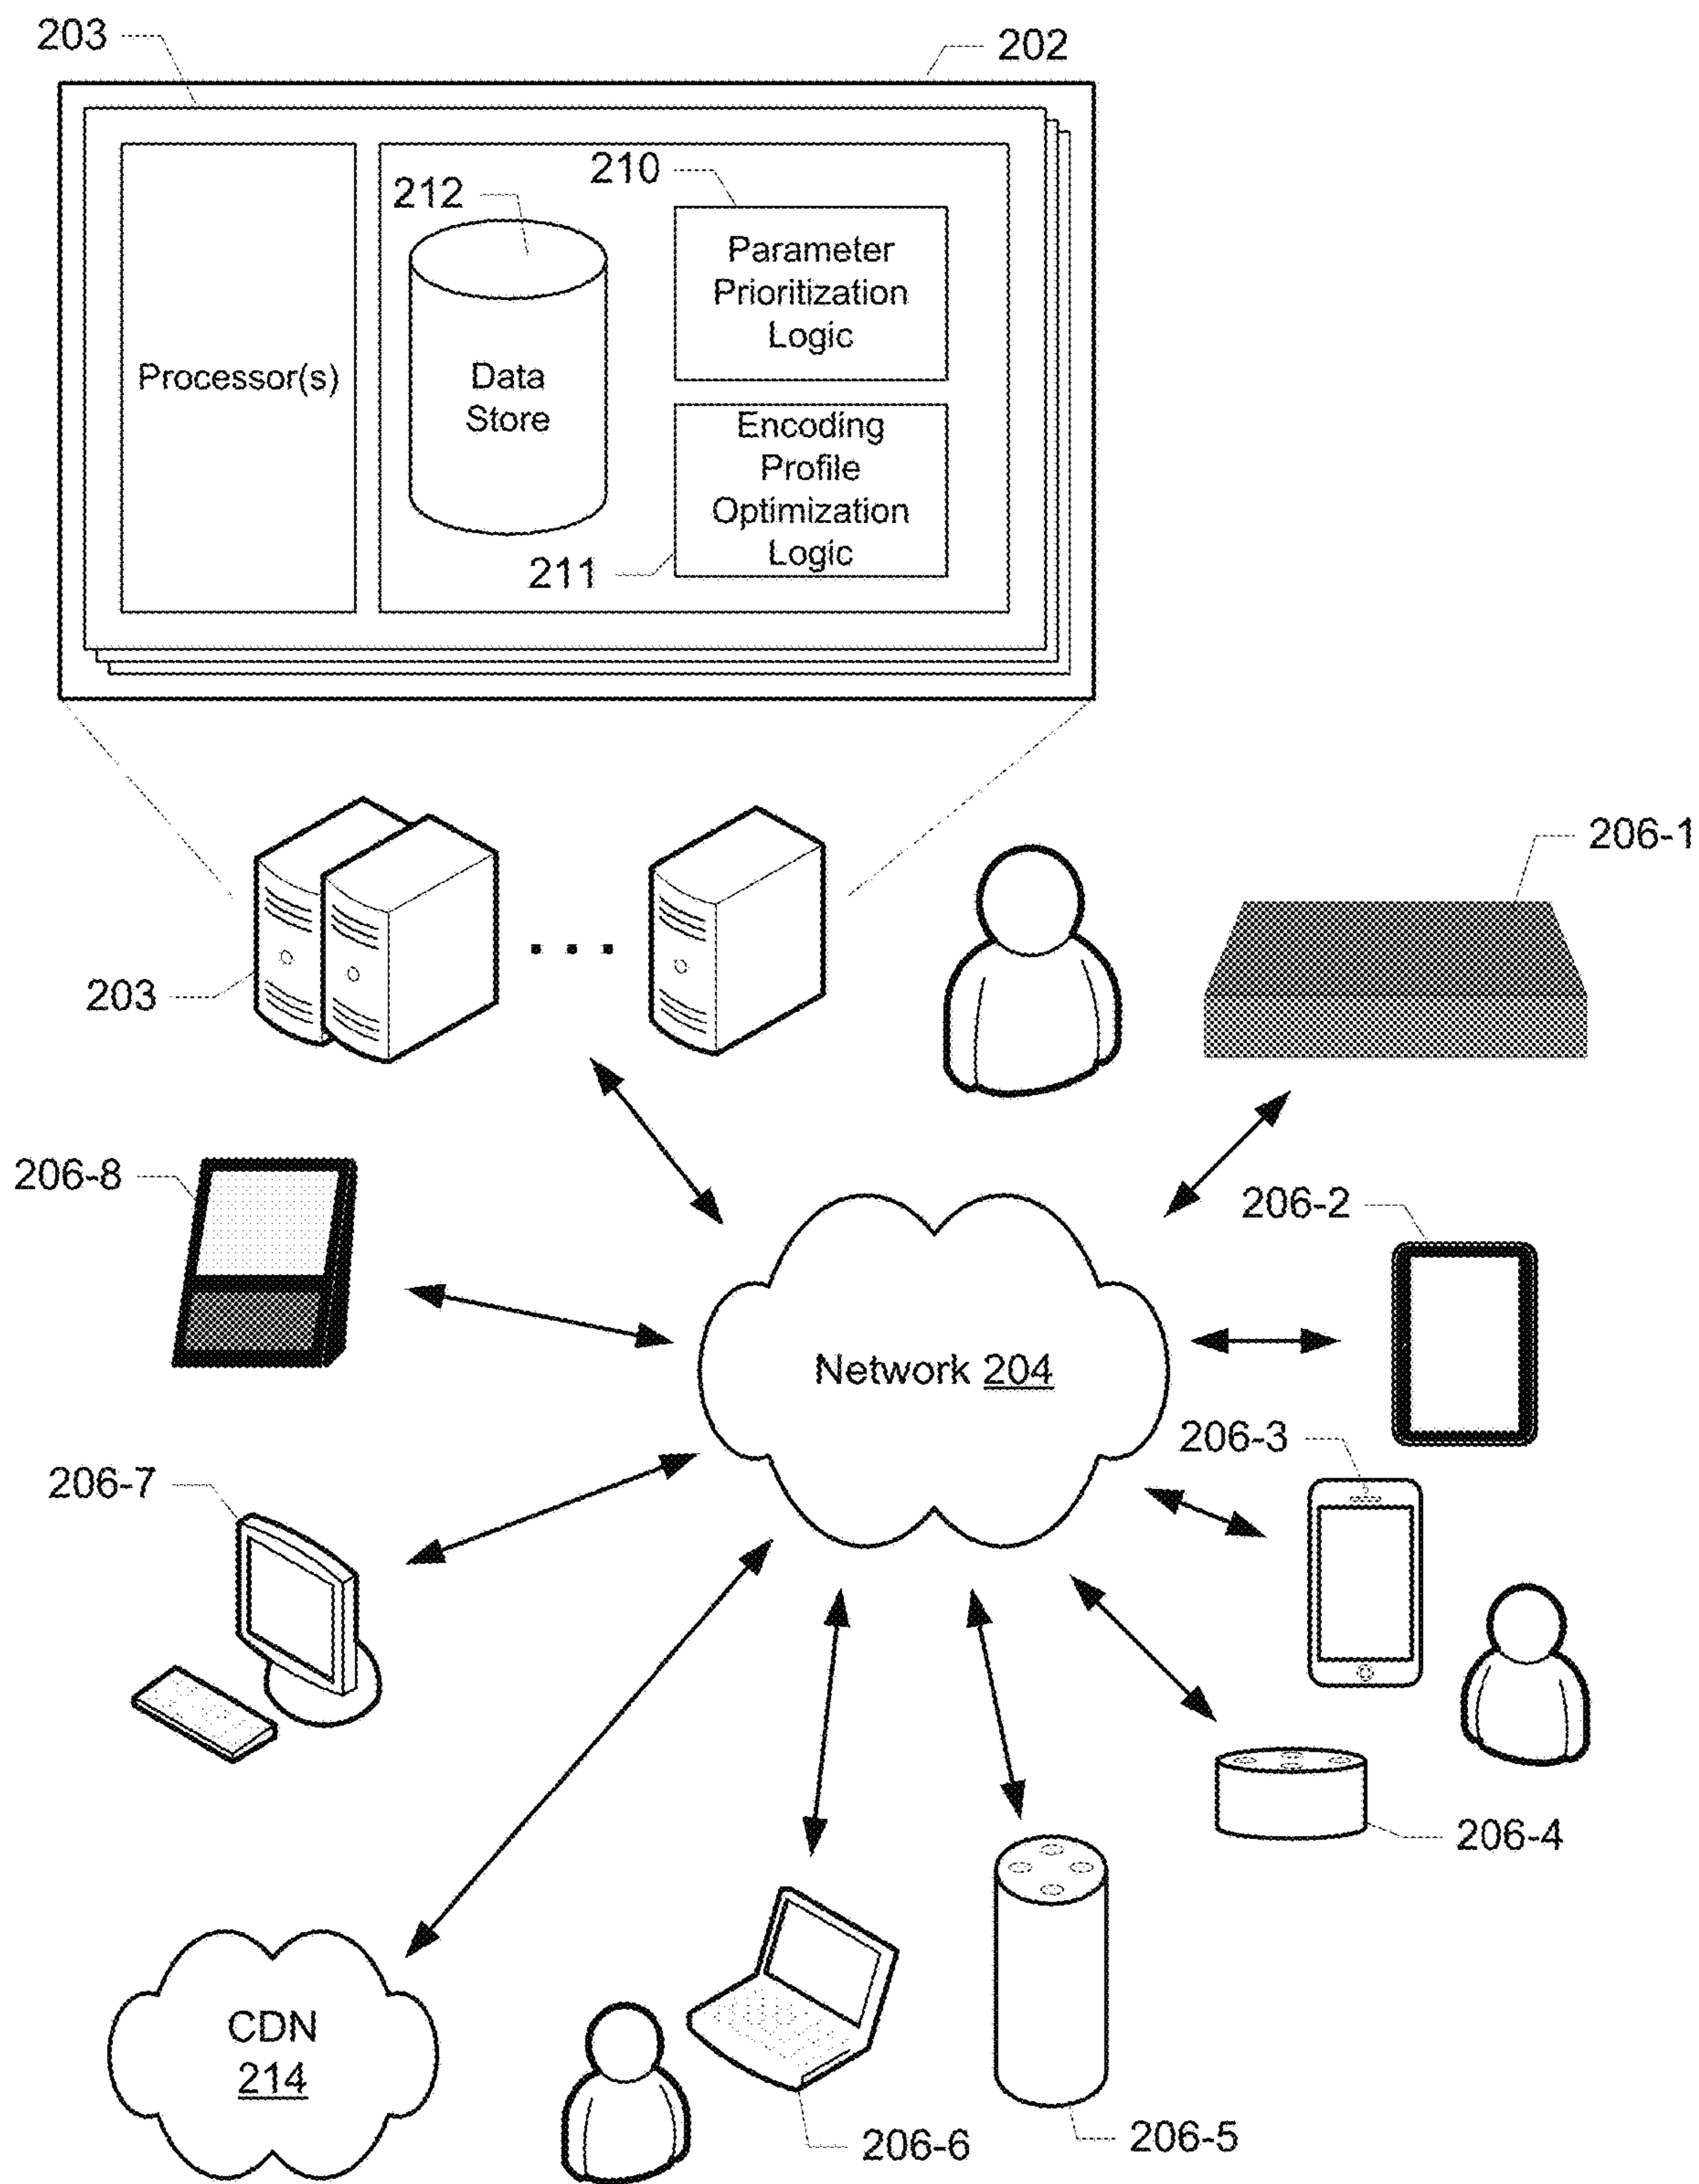 203
202
210
212
Parameter
Prioritization
Logic
Processor(s)
Data
Store
Encoding
Profile
Optimization
Logic
211
206-1
203
206-8
206-2
Network 204
206-3
206-7
206-4
CDN
214
206-6
206-5